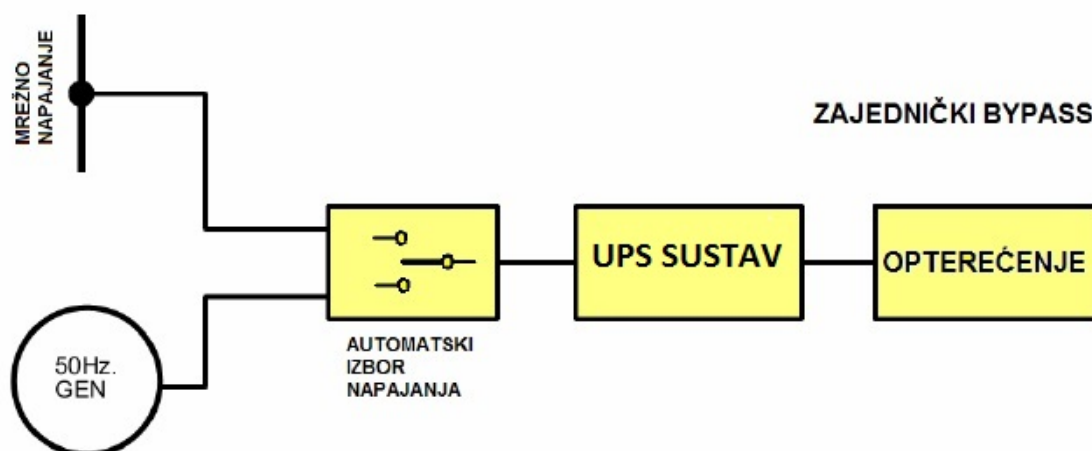 MREŽNO
NAPAJANJE
ZAJEDNIČKI BYPASS
UPS SUSTAV
OPTEREĆENJE
AUTOMATSKI
IZBOR
NAPAJANJA
50Hz.
GEN